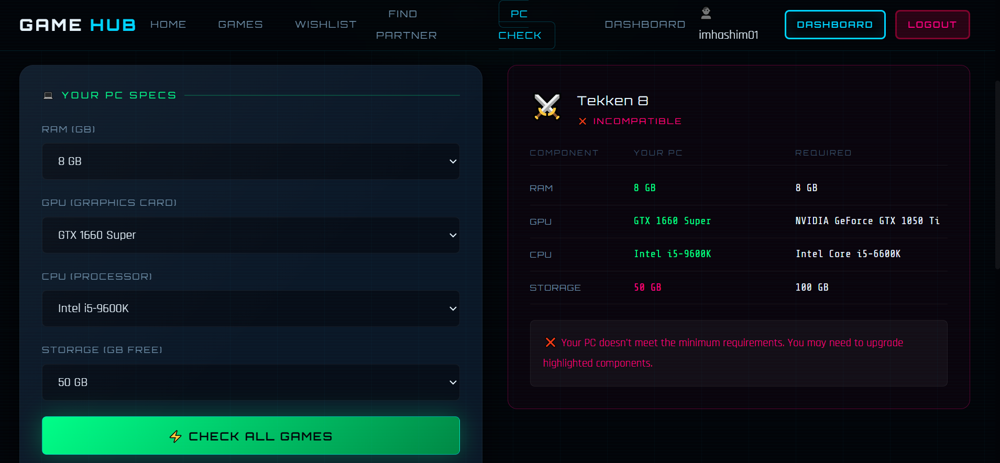 GAME HUB
HOME
GAMES
WISHLIST
FIND
PARTNER
PC
CHECK
DASHBOARD
imhashim01
DASHBOARD
LOGOUT
YOUR PC SPECS
RAM (GB)
8 GB
GPU (GRAPHICS CARD)
GTX 1660 Super
CPU (PROCESSOR)
Intel i5-9600K
STORAGE (GB FREE)
50 GB
CHECK ALL GAMES
Tekken 8
INCOMPATIBLE
COMPONENT YOUR PC REQUIRED
RAM 8 GB 8 GB
GPU GTX 1660 Super NVIDIA GeForce GTX 1050 Ti
CPU Intel i5-9600K Intel Core i5-6600K
STORAGE 50 GB 100 GB
Your PC doesn't meet the minimum requirements. You may need to upgrade
highlighted components.